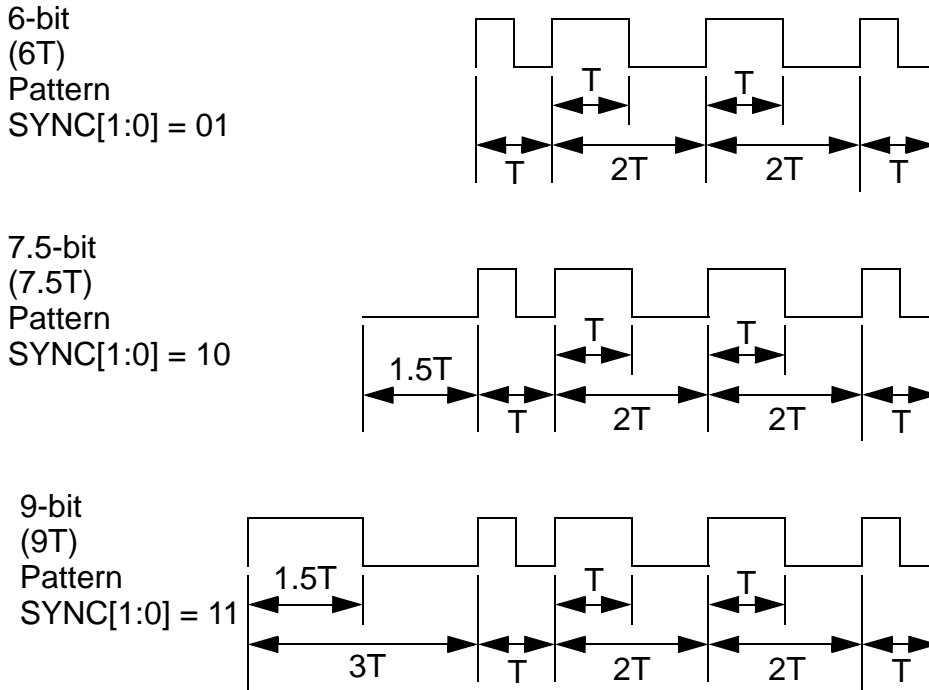 6-bit
(6T)
Pattern
SYNC[1:0] = 01
T
T
T
2T
2T
T
7.5-bit
(7.5T)
Pattern
SYNC[1:0] = 10
T
T
1.5T
T
2T
2T
T
9-bit
(9T)
Pattern
SYNC[1:0] = 11
1.5T
T
T
3T
T
2T
2T
T